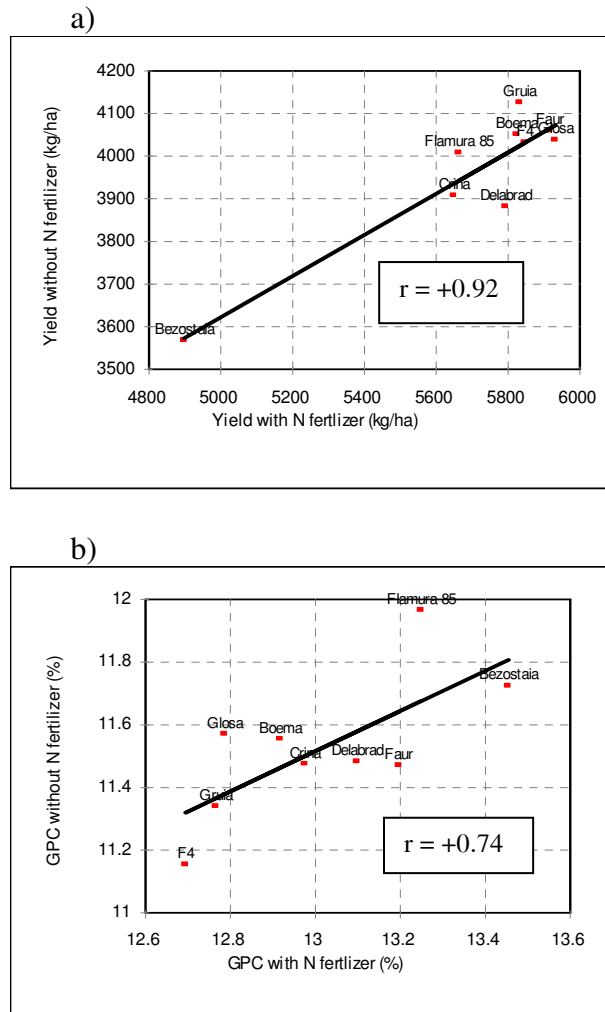 a)
4200
4100
4000
3900
3800
3700
3600
3500
Yield without N fertilizer (kg/ha)
Gruia
Boema
Faur
F4
Glosa
Flamura 85
Crina
Delabrad
Bezostaia
r = +0.92
4800 5000 5200 5400 5600 5800 6000
Yield with N fertlizer (kg/ha)
b)
12
11.8
11.6
11.4
11.2
11
GPC without N fertilizer (%)
Flamura 85
Bezostaia
Glosa
Boema
Crina
Delabrad
Faur
Gruia
F4
r = +0.74
12.6 12.8 13 13.2 13.4 13.6
GPC with N fertlizer (%)